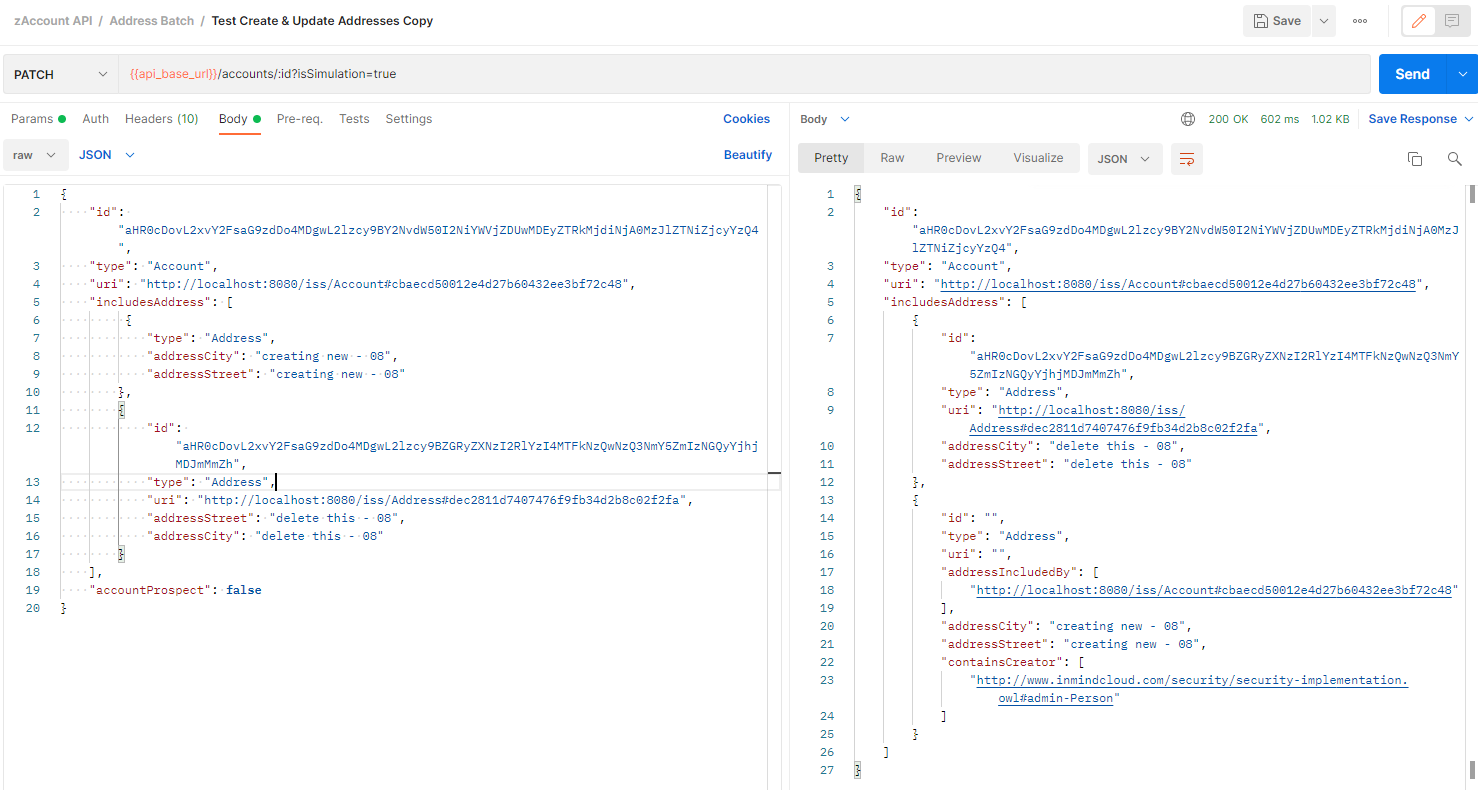 zAccount API / Address Batch / Test Create & Update Addresses Copy
Save
PATCH
{{api_base_url}}/accounts/:id?isSimulation=true
Send
Params
Auth
Headers (10)
Body
Pre-req.
Tests
Settings
Cookies
raw
JSON
Beautify
1 {
2 "id":
"aHR0cDovL2xvY2FsaG9zdDo4MDgwL2lzcy9BY2NvdW50I2NiYWVjZDUwMDEyZTRkMjdiNjA0MzJlZTNiZjcyYzQ4
",
3 "type": "Account",
4 "uri": "http://localhost:8080/iss/Account#cbaecd50012e4d27b60432ee3bf72c48",
5 "includesAddress": [
6 {
7 "type": "Address",
8 "addressCity": "creating new - 08",
9 "addressStreet": "creating new - 08"
10 },
11 {
12 "id":
"aHR0cDovL2xvY2FsaG9zdDo4MDgwL2lzcy9BZGRyZXNzI2RlYzI4MTFkNzQwNzQ3NmY5ZmIzNGQyYjhj
MDJmMmZh",
13 "type": "Address",
14 "uri": "http://localhost:8080/iss/Address#dec2811d7407476f9fb34d2b8c02f2fa",
15 "addressStreet": "delete this - 08",
16 "addressCity": "delete this - 08"
17 }
18 ],
19 "accountProspect": false
20 }
Body
200 OK 602 ms 1.02 KB
Save Response
Pretty
Raw
Preview
Visualize
JSON
1 {
2 "id":
"aHR0cDovL2xvY2FsaG9zdDo4MDgwL2lzcy9BY2NvdW50I2NiYWVjZDUwMDEyZTRkMjdiNjA0MzJ
lZTNiZjcyYzQ4",
3 "type": "Account",
4 "uri": "http://localhost:8080/iss/Account#cbaecd50012e4d27b60432ee3bf72c48",
5 "includesAddress": [
6 {
7 "id":
"aHR0cDovL2xvY2FsaG9zdDo4MDgwL2lzcy9BZGRyZXNzI2RlYzI4MTFkNzQwNzQ3NmY
5ZmIzNGQyYjhjMDJmMmZh",
8 "type": "Address",
9 "uri": "http://localhost:8080/iss/
Address#dec2811d7407476f9fb34d2b8c02f2fa",
10 "addressCity": "delete this - 08",
11 "addressStreet": "delete this - 08"
12 },
13 {
14 "id": "",
15 "type": "Address",
16 "uri": "",
17 "addressIncludedBy": [
18 "http://localhost:8080/iss/Account#cbaecd50012e4d27b60432ee3bf72c48"
19 ],
20 "addressCity": "creating new - 08",
21 "addressStreet": "creating new - 08",
22 "containsCreator": [
23 "http://www.inmindcloud.com/security/security-implementation.
owl#admin-Person"
24 ]
25 }
26 ]
27 }